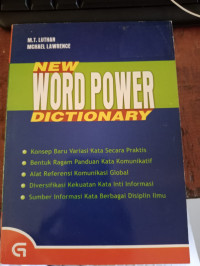 M.T. LUTHAN
MICHAEL LAWRENCE
NEW
WORD POWER
DICTIONARY
Konsep Baru Variasi Kata Secara Praktis
Bentuk Ragam Panduan Kata Komunikatif
Alat Referensi Komunikasi Global
Diversifikasi Kekuatan Kata Inti Informasi
Sumber Informasi Kata Berbagai Disiplin Ilmu